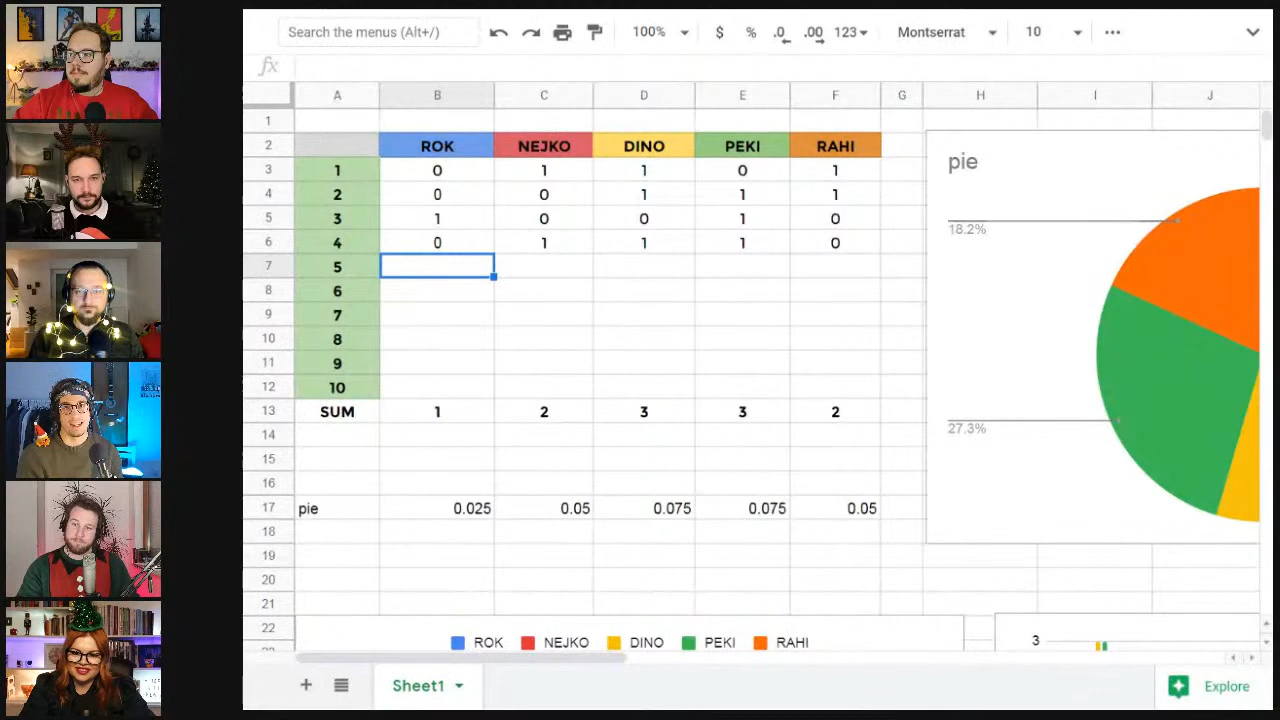 Search the menus (Alt+/)
100%
$
%
.0
.00
123
Montserrat
10
fx
A B C D E F G H I J
1
2 ROK NEJKO DINO PEKI RAHI
3 1 0 1 1 0 1
4 2 0 0 1 1 1
5 3 1 0 0 1 0
6 4 0 1 1 1 0
7 5
8 6
9 7
10 8
11 9
12 10
13 SUM 1 2 3 3 2
14
15
16
17 pie 0.025 0.05 0.075 0.075 0.05
18
19
20
21
22
pie
18.2%
27.3%
ROK NEJKO DINO PEKI RAHI
3
Sheet1
Explore